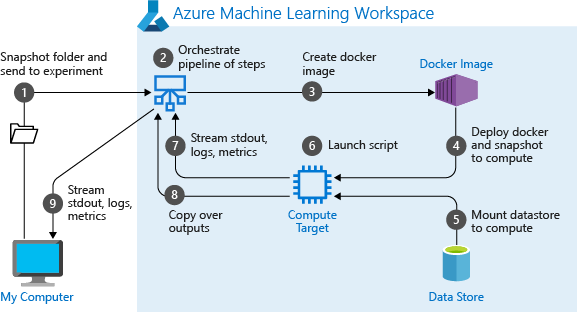 Azure Machine Learning Workspace
Snapshot folder and
send to experiment
1
2
Orchestrate
pipeline of steps
Create docker
image
3
Docker Image
4
Deploy docker
and snapshot
to compute
7
Stream stdout,
logs, metrics
6
Launch script
8
Copy over
outputs
Compute
Target
5
Mount datastore
to compute
9
Stream
stdout, logs,
metrics
My Computer
Data Store